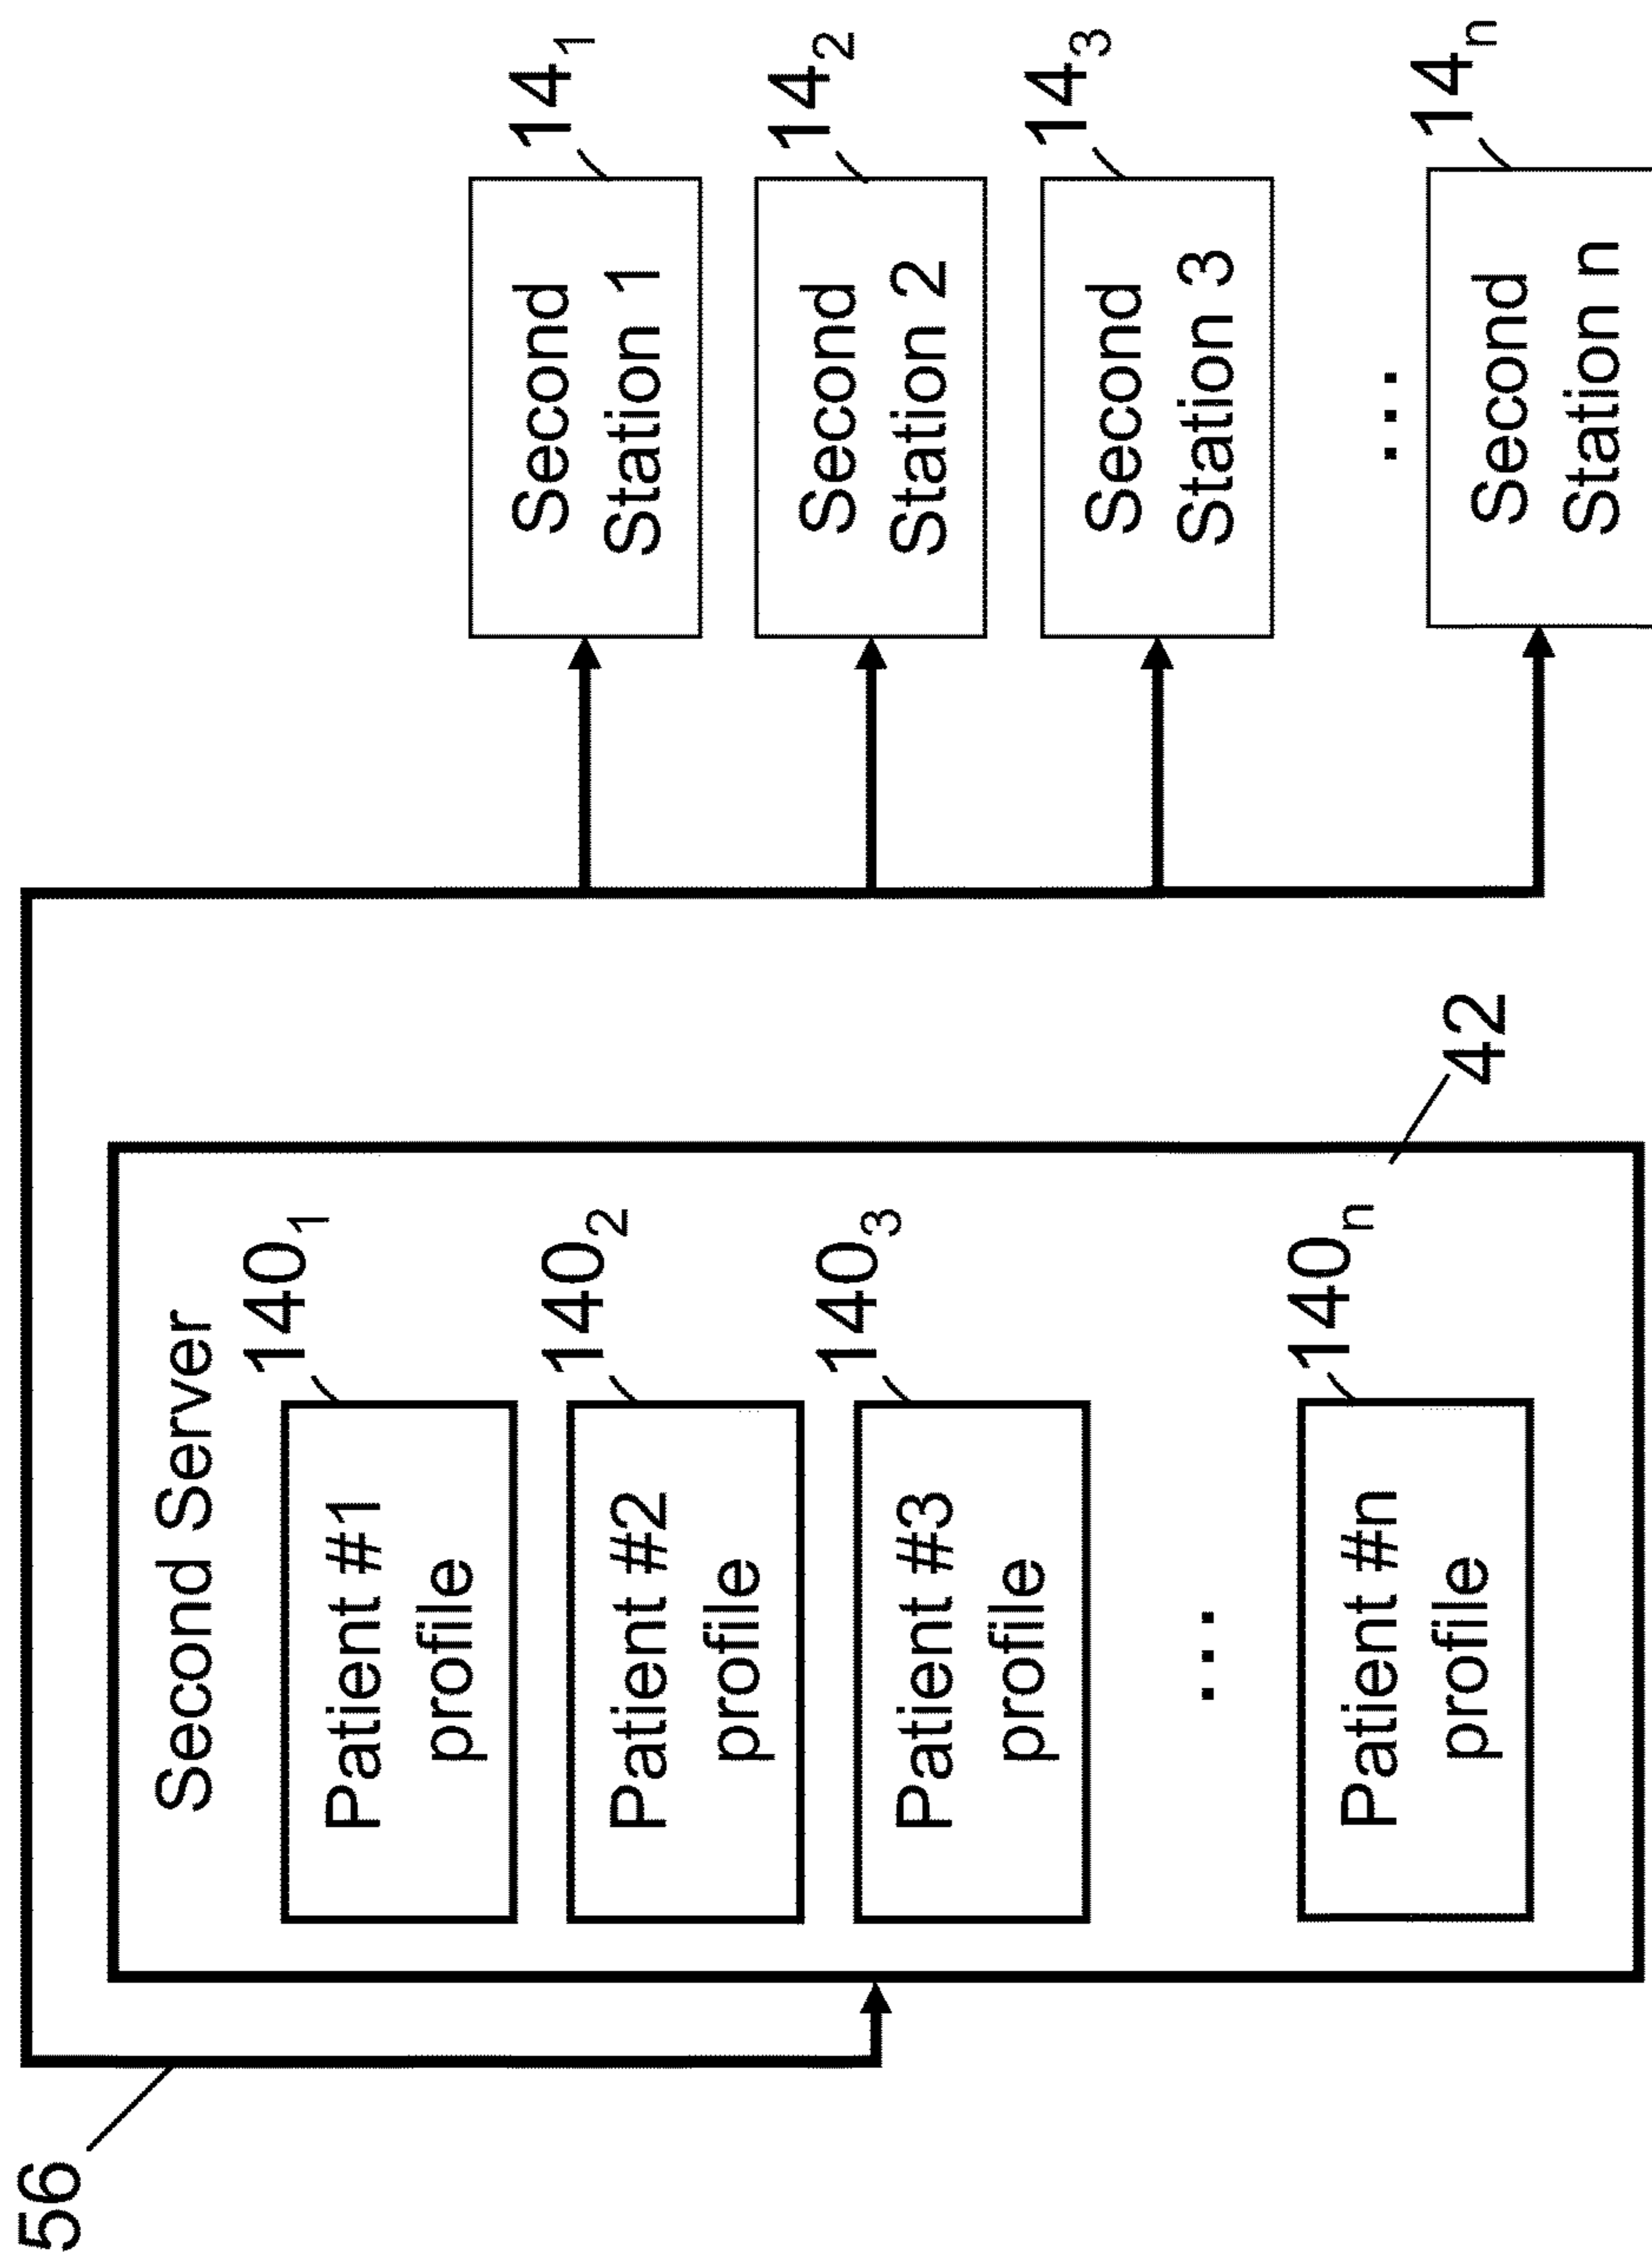 56
Second Server
140₁
Patient #1
profile
140₂
Patient #2
profile
140₃
Patient #3
profile
...
140ₙ
Patient #n
profile
42
14₁
Second
Station 1
14₂
Second
Station 2
14₃
Second
Station 3
...
14ₙ
Second
Station n